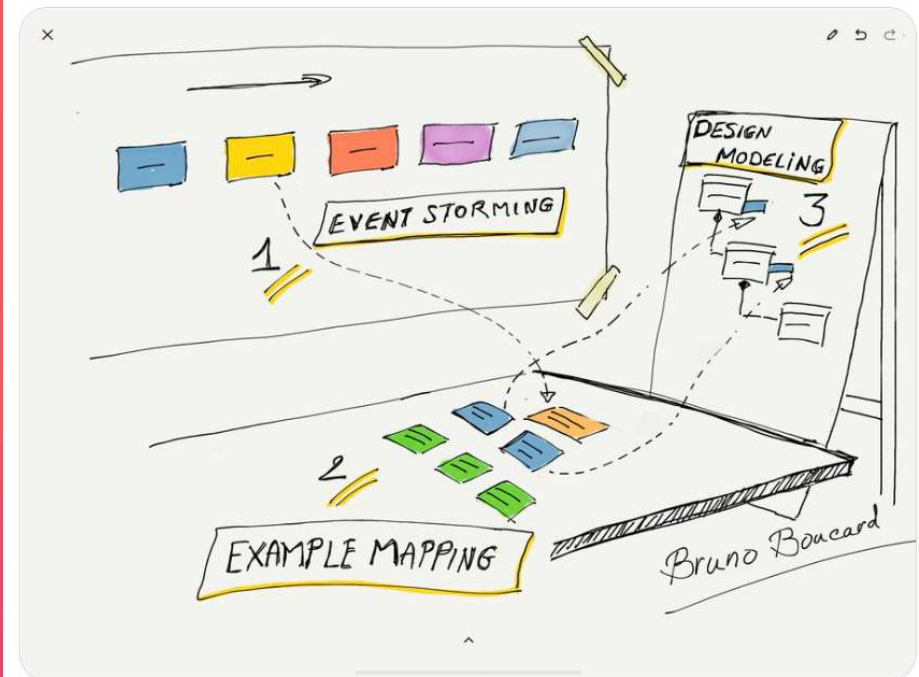 EVENT STORMING
1
DESIGN
MODELING
3
2
EXAMPLE MAPPING
Bruno Boucard